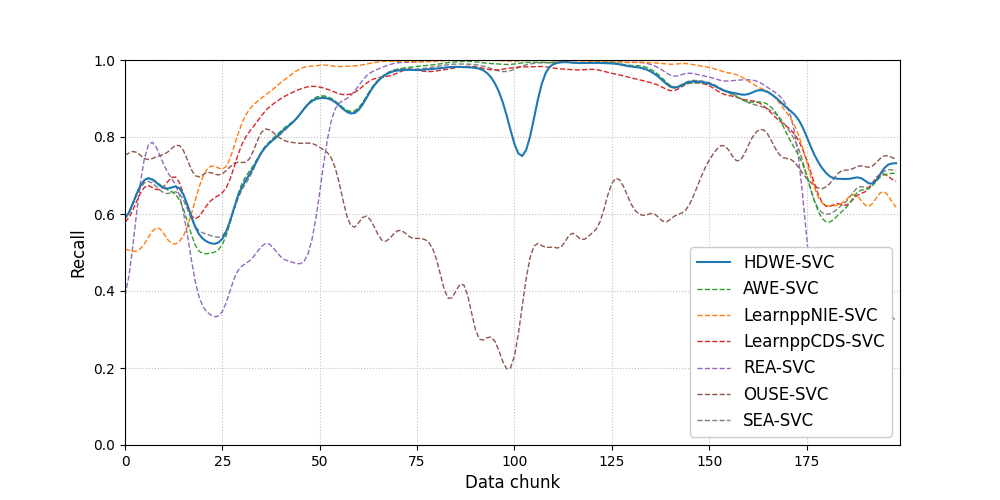 1.0
0.8
0.6
0.4
0.2
0.0
Recall
0
25
50
75
100
125
150
175
Data chunk
HDWE-SVC
AWE-SVC
LearnppNIE-SVC
LearnppCDS-SVC
REA-SVC
OUSE-SVC
SEA-SVC